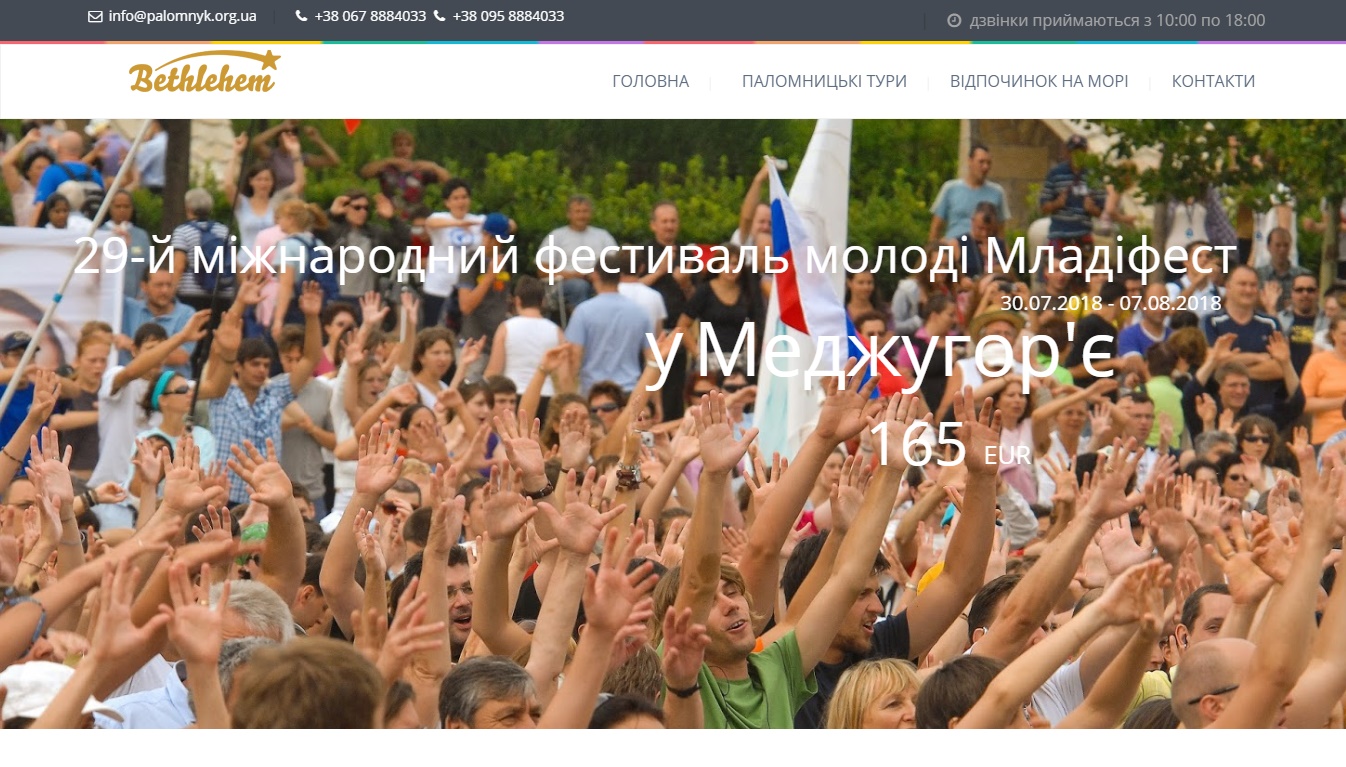 info@palomnyk.org.ua +38 067 8884033 +38 095 8884033 дзвінки приймаються з 10:00 по 18:00
Bethlehem
ГОЛОВНА ПАЛОМНИЦЬКІ ТУРИ ВІДПОЧИНОК НА МОРІ КОНТАКТИ
29-й міжнародний фестиваль молоді Младіфест
30.07.2018 - 07.08.2018
у Меджугор'є
165 EUR